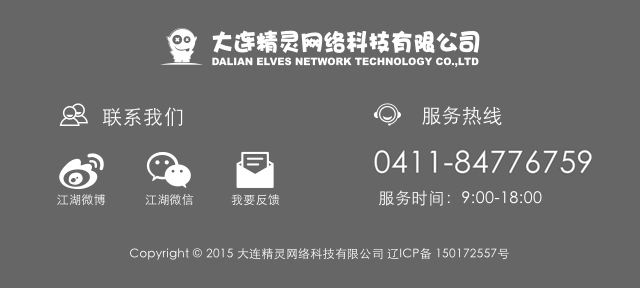 大连精灵网络科技有限公司
DALIAN ELVES NETWORK TECHNOLOGY CO.,LTD
联系我们
江湖微博
江湖微信
我要反馈
服务热线
0411-84776759
服务时间：9:00-18:00
Copyright © 2015 大连精灵网络科技有限公司 辽ICP备 150172557号